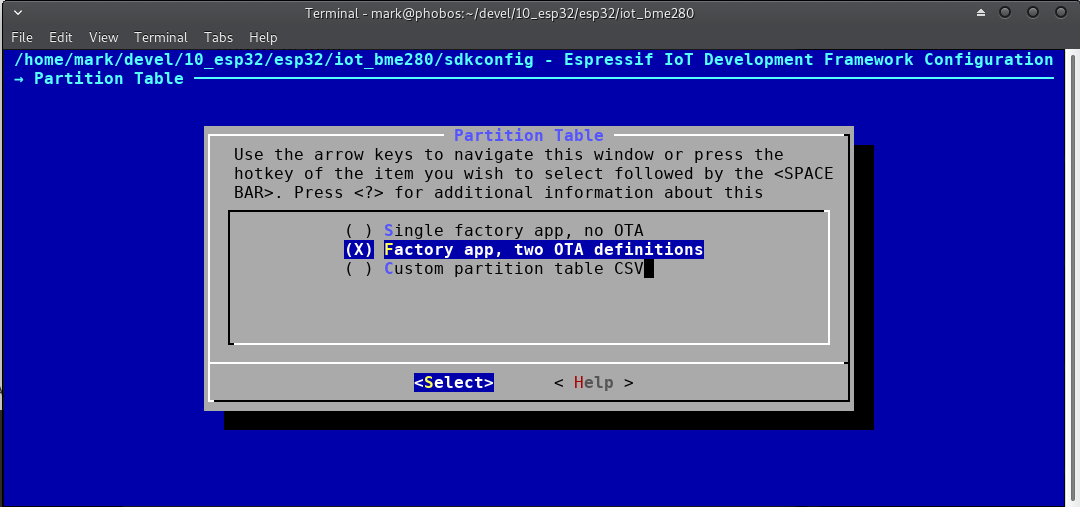 Terminal - mark@phobos:~/devel/10_esp32/esp32/iot_bme280
File Edit View Terminal Tabs Help
/home/mark/devel/10_esp32/esp32/iot_bme280/sdkconfig - Espressif IoT Development Framework Configuration
→ Partition Table
Partition Table
Use the arrow keys to navigate this window or press the
hotkey of the item you wish to select followed by the <SPACE
BAR>. Press <?> for additional information about this
( ) Single factory app, no OTA
(X) Factory app, two OTA definitions
( ) Custom partition table CSV
<Select> < Help >